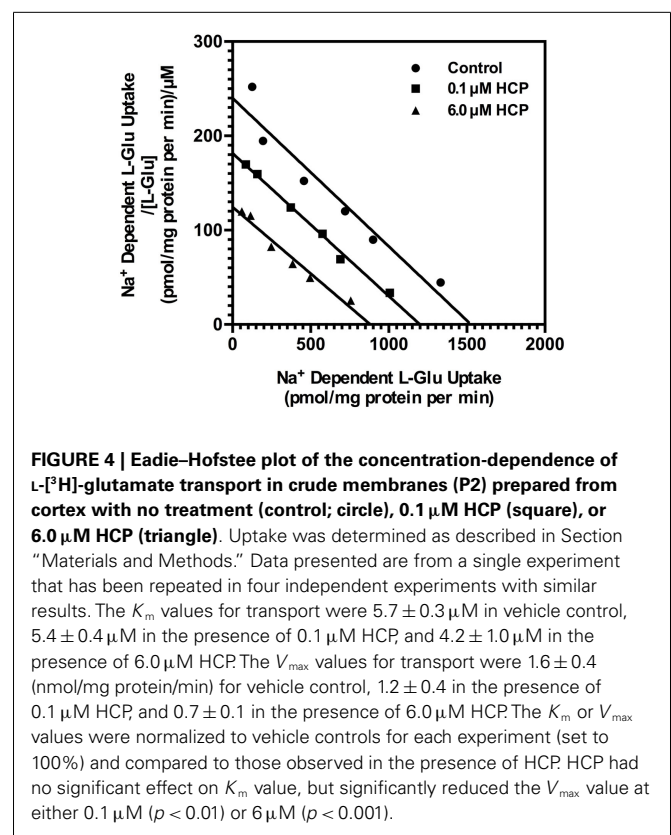 300
200
100
0
Na⁺ Dependent L-Glu Uptake
/[L-Glu]
(pmol/mg protein per min)/µM
Control
0.1 µM HCP
6.0 µM HCP
0 500 1000 1500 2000
Na⁺ Dependent L-Glu Uptake
(pmol/mg protein per min)
FIGURE 4 | Eadie–Hofstee plot of the concentration-dependence of
L-[³H]-glutamate transport in crude membranes (P2) prepared from
cortex with no treatment (control; circle), 0.1 µM HCP (square), or
6.0 µM HCP (triangle). Uptake was determined as described in Section
“Materials and Methods.” Data presented are from a single experiment
that has been repeated in four independent experiments with similar
results. The Kₘ values for transport were 5.7 ± 0.3 µM in vehicle control,
5.4 ± 0.4 µM in the presence of 0.1 µM HCP, and 4.2 ± 1.0 µM in the
presence of 6.0 µM HCP. The Vₘₐₓ values for transport were 1.6 ± 0.4
(nmol/mg protein/min) for vehicle control, 1.2 ± 0.4 in the presence of
0.1 µM HCP, and 0.7 ± 0.1 in the presence of 6.0 µM HCP. The Kₘ or Vₘₐₓ
values were normalized to vehicle controls for each experiment (set to
100%) and compared to those observed in the presence of HCP. HCP had
no significant effect on Kₘ value, but significantly reduced the Vₘₐₓ value at
either 0.1 µM (p < 0.01) or 6 µM (p < 0.001).